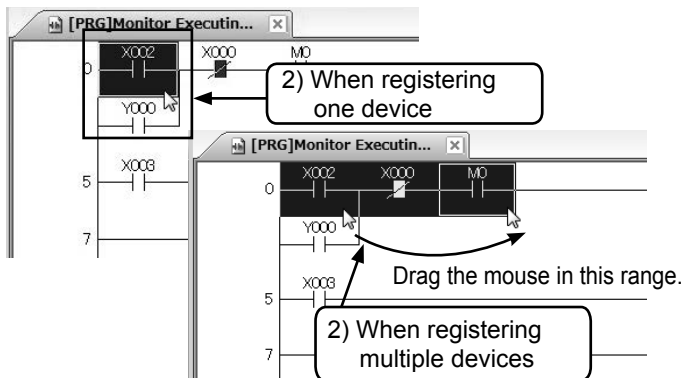 [PRG]Monitor Executin...
X002 X000 M0
0
2) When registering
one device
Y000
X003
5
7
[PRG]Monitor Executin...
X002 X000 M0
0
Y000
Drag the mouse in this range.
X003
5
2) When registering
multiple devices
7